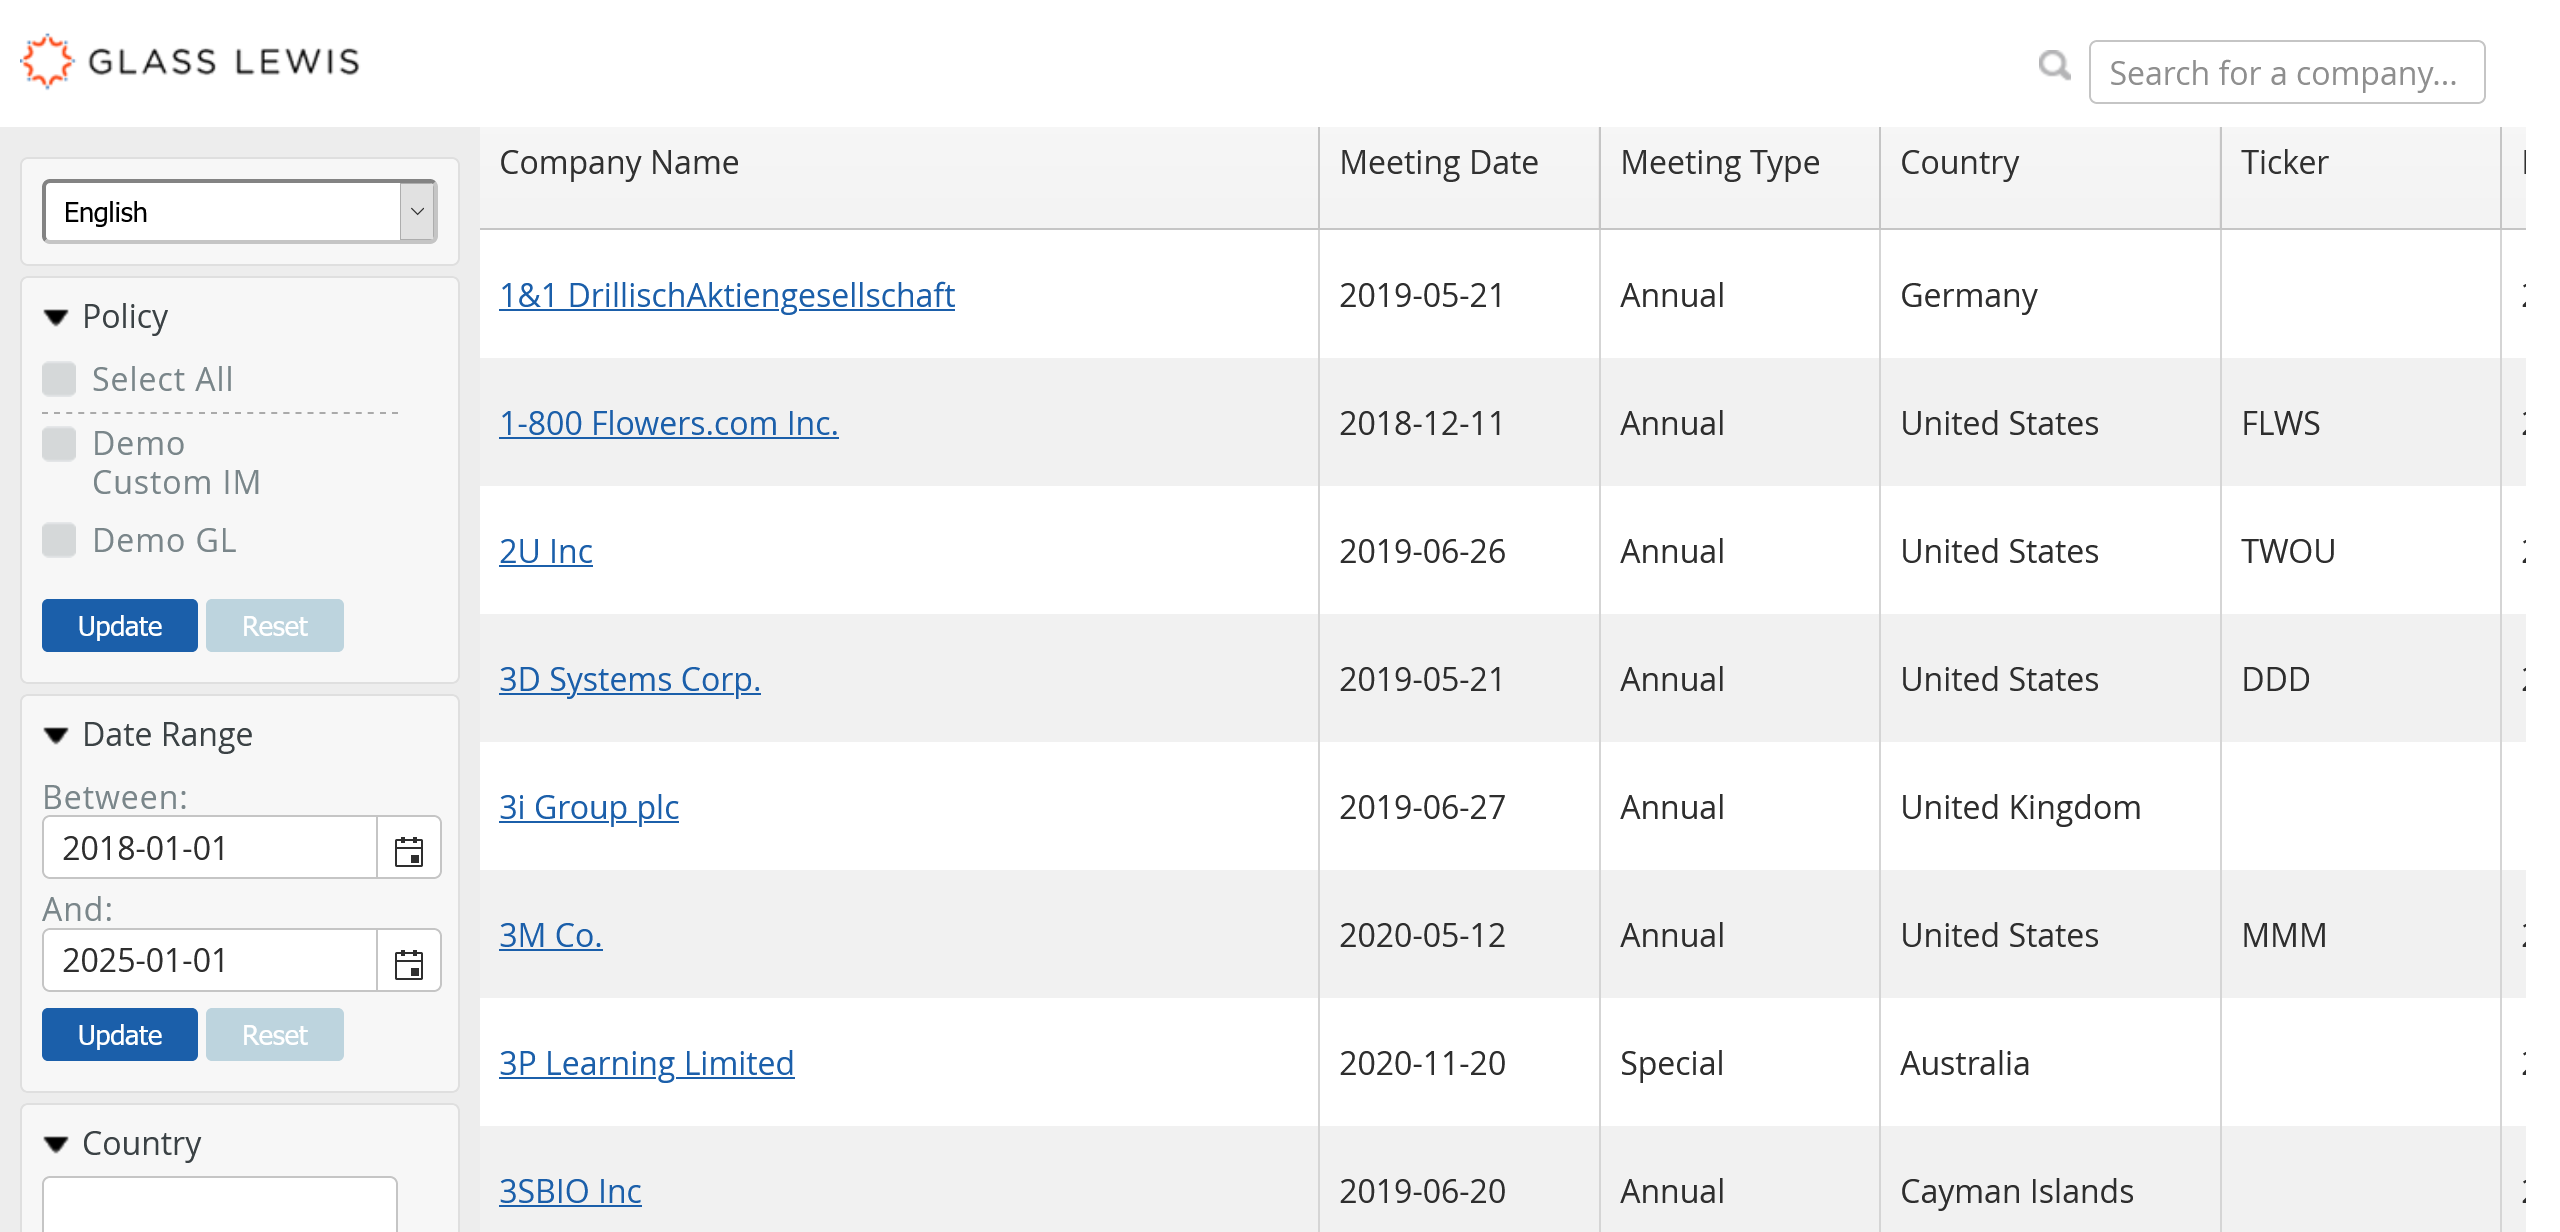 GLASS LEWIS
Search for a company...
English
Policy
Select All
Demo
Custom IM
Demo GL
Update Reset
Date Range
Between:
2018-01-01
And:
2025-01-01
Update Reset
Country
Company Name Meeting Date Meeting Type Country Ticker
1&1 DrillischAktiengesellschaft 2019-05-21 Annual Germany
1-800 Flowers.com Inc. 2018-12-11 Annual United States FLWS
2U Inc 2019-06-26 Annual United States TWOU
3D Systems Corp. 2019-05-21 Annual United States DDD
3i Group plc 2019-06-27 Annual United Kingdom
3M Co. 2020-05-12 Annual United States MMM
3P Learning Limited 2020-11-20 Special Australia
3SBIO Inc 2019-06-20 Annual Cayman Islands